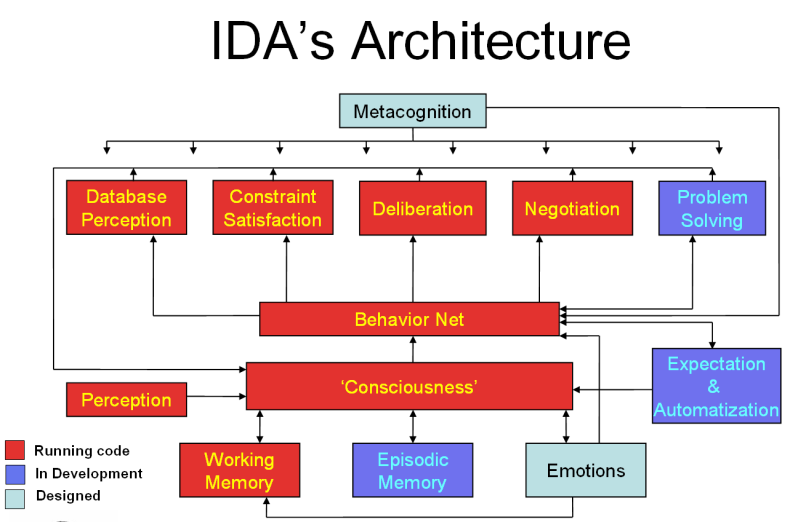 IDA's Architecture
Metacognition
Database
Perception
Constraint
Satisfaction
Deliberation
Negotiation
Problem
Solving
Behavior Net
Expectation
&
Automatization
'Consciousness'
Perception
Working
Memory
Episodic
Memory
Emotions
Running code
In Development
Designed